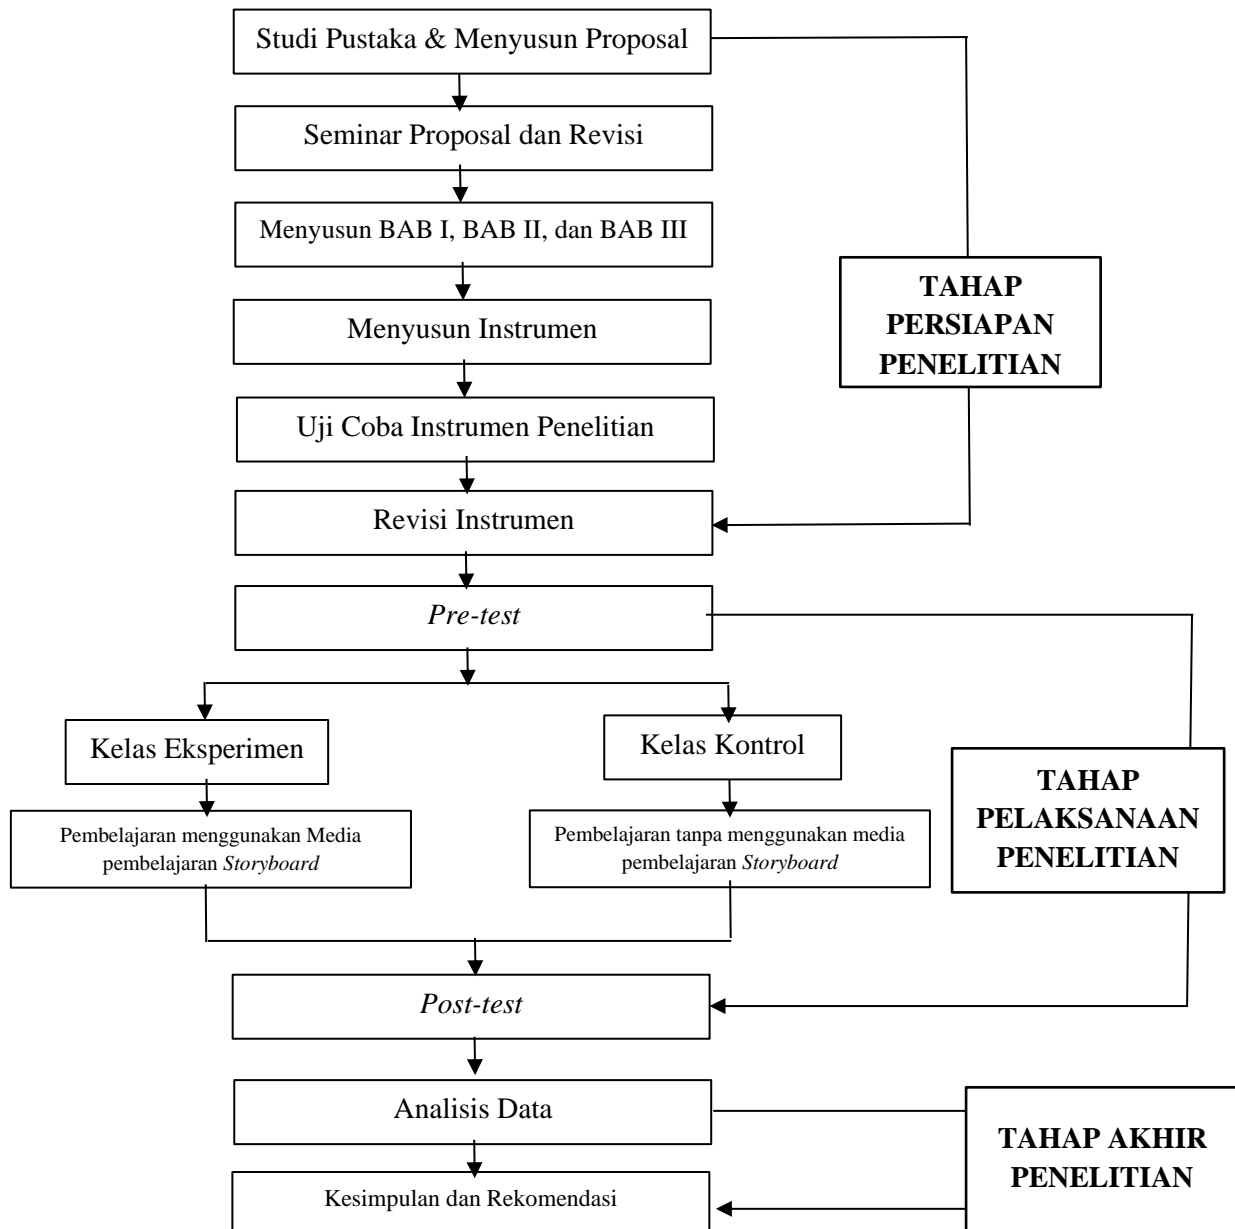 Studi Pustaka & Menyusun Proposal
Seminar Proposal dan Revisi
Menyusun BAB I, BAB II, dan BAB III
Menyusun Instrumen
Uji Coba Instrumen Penelitian
Revisi Instrumen
TAHAP
PERSIAPAN
PENELITIAN
Pre-test
Kelas Eksperimen
Kelas Kontrol
Pembelajaran menggunakan Media
pembelajaran Storyboard
Pembelajaran tanpa menggunakan media
pembelajaran Storyboard
TAHAP
PELAKSANAAN
PENELITIAN
Post-test
Analisis Data
Kesimpulan dan Rekomendasi
TAHAP AKHIR
PENELITIAN